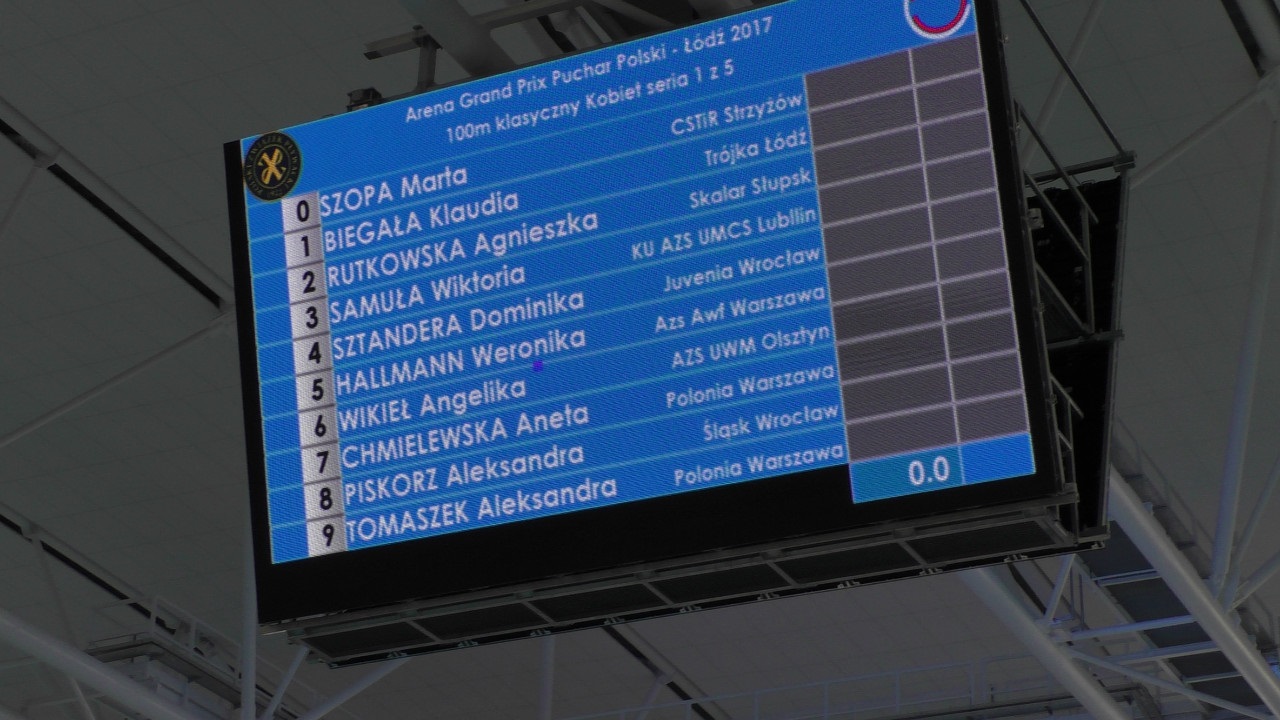 Arena Grand Prix Puchar Polski - Łódź 2017
100m klasyczny Kobiet seria 1 z 5
0 SZOPA Marta CSTiR Strzyżów
1 BIEGAŁA Klaudia Trójka Łódź
2 RUTKOWSKA Agnieszka Skalar Słupsk
3 SAMUŁA Wiktoria KU AZS UMCS Lubllin
4 SZTANDERA Dominika Juvenia Wrocław
5 HALLMANN Weronika Azs Awf Warszawa
6 WIKIEŁ Angelika AZS UWM Olsztyn
7 CHMIELEWSKA Aneta Polonia Warszawa
8 PISKORZ Aleksandra Śląsk Wrocław
9 TOMASZEK Aleksandra Polonia Warszawa
0.0